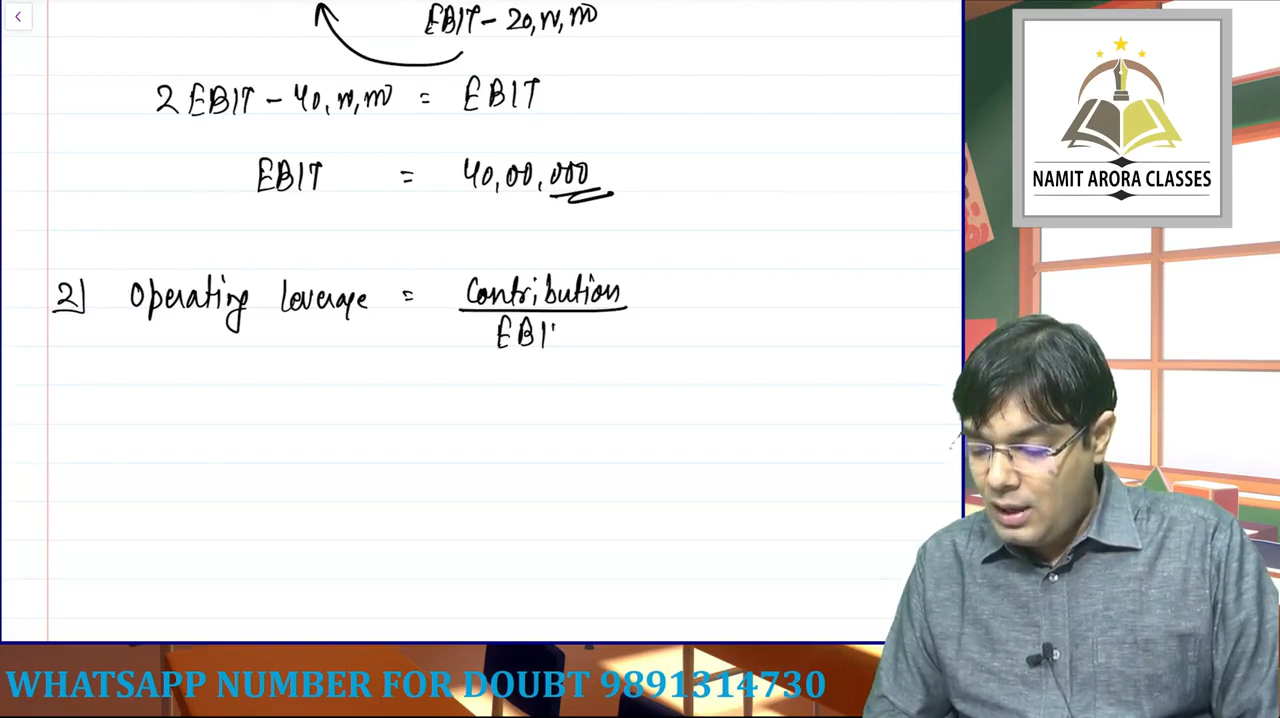 EBIT - 20,00,000
2 EBIT - 40,00,000 = EBIT
EBIT = 40,00,000
2] Operating leverage = Contribution
EBI
NAMIT ARORA CLASSES
WHATSAPP NUMBER FOR DOUBT 9891314730